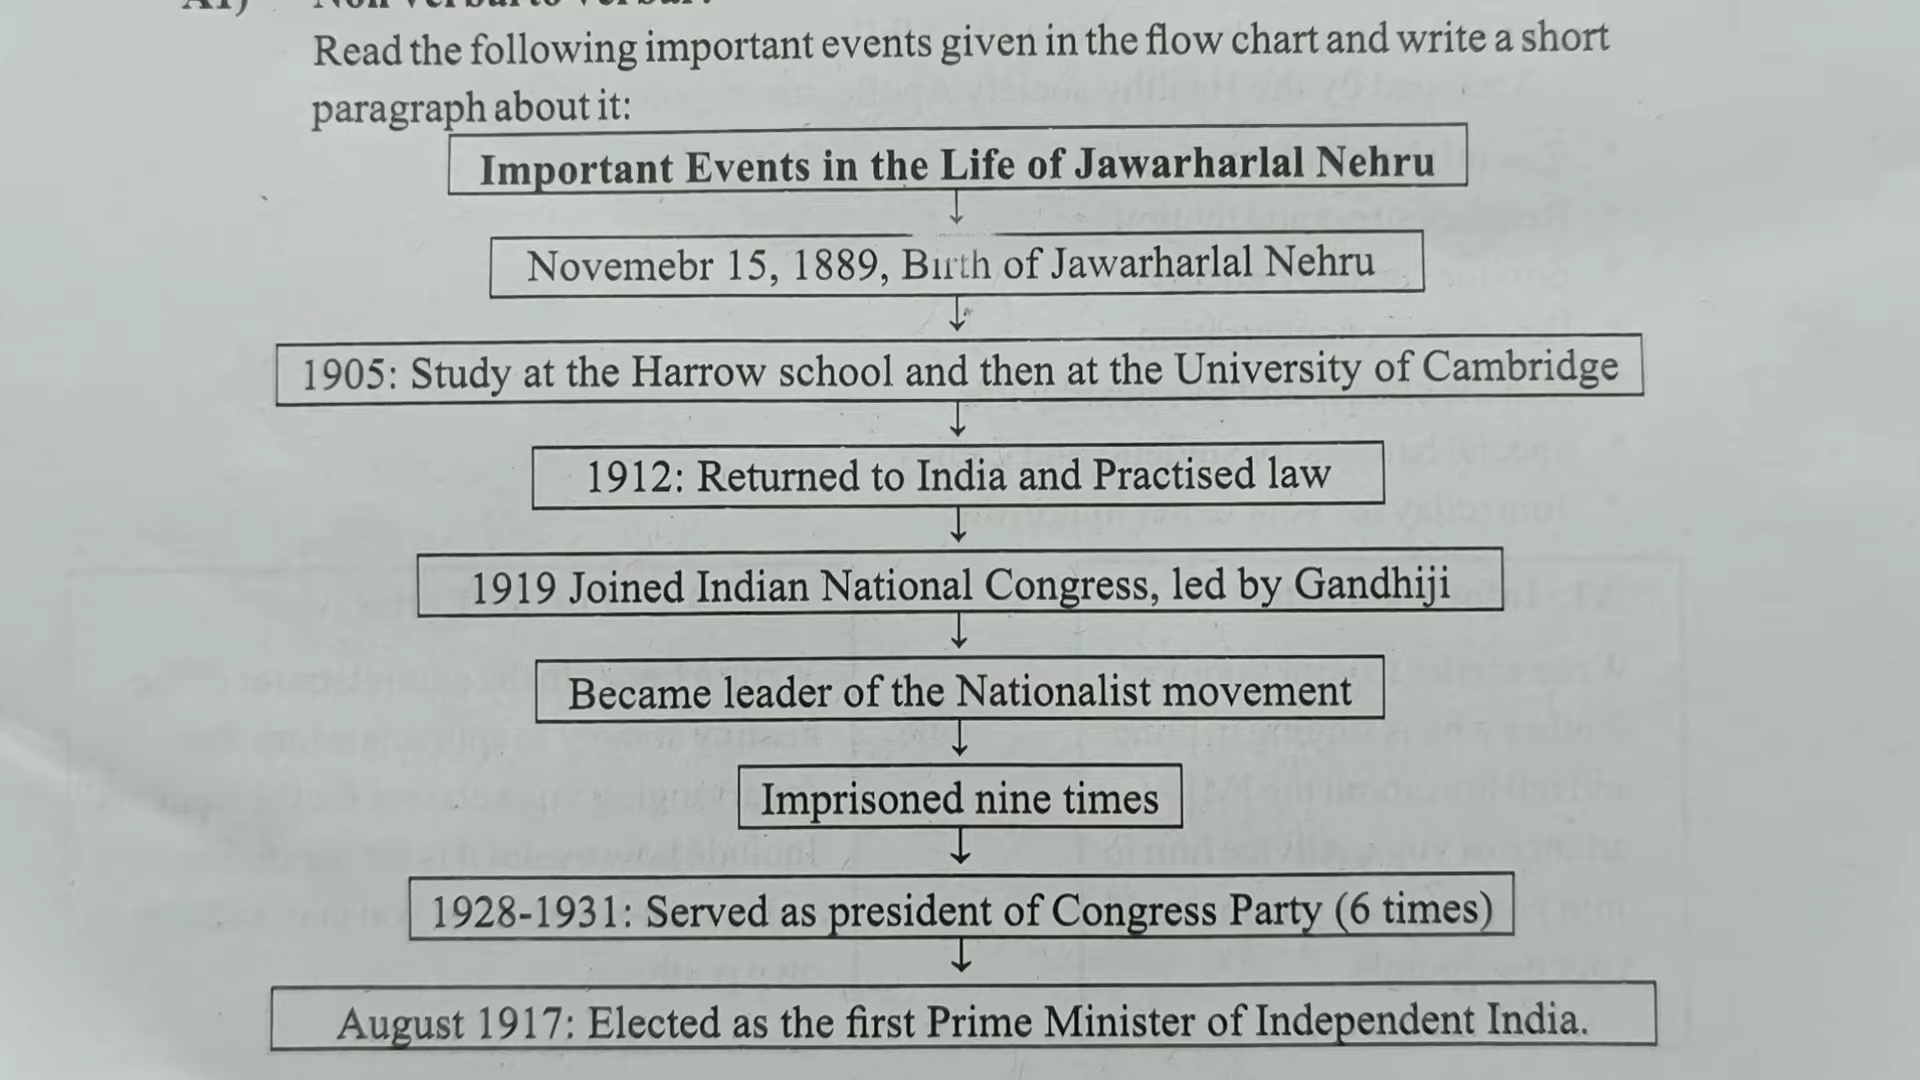 Read the following important events given in the flow chart and write a short
paragraph about it:
Important Events in the Life of Jawarharlal Nehru
Novemebr 15, 1889, Birth of Jawarharlal Nehru
1905: Study at the Harrow school and then at the University of Cambridge
1912: Returned to India and Practised law
1919 Joined Indian National Congress, led by Gandhiji
Became leader of the Nationalist movement
Imprisoned nine times
1928-1931: Served as president of Congress Party (6 times)
August 1917: Elected as the first Prime Minister of Independent India.